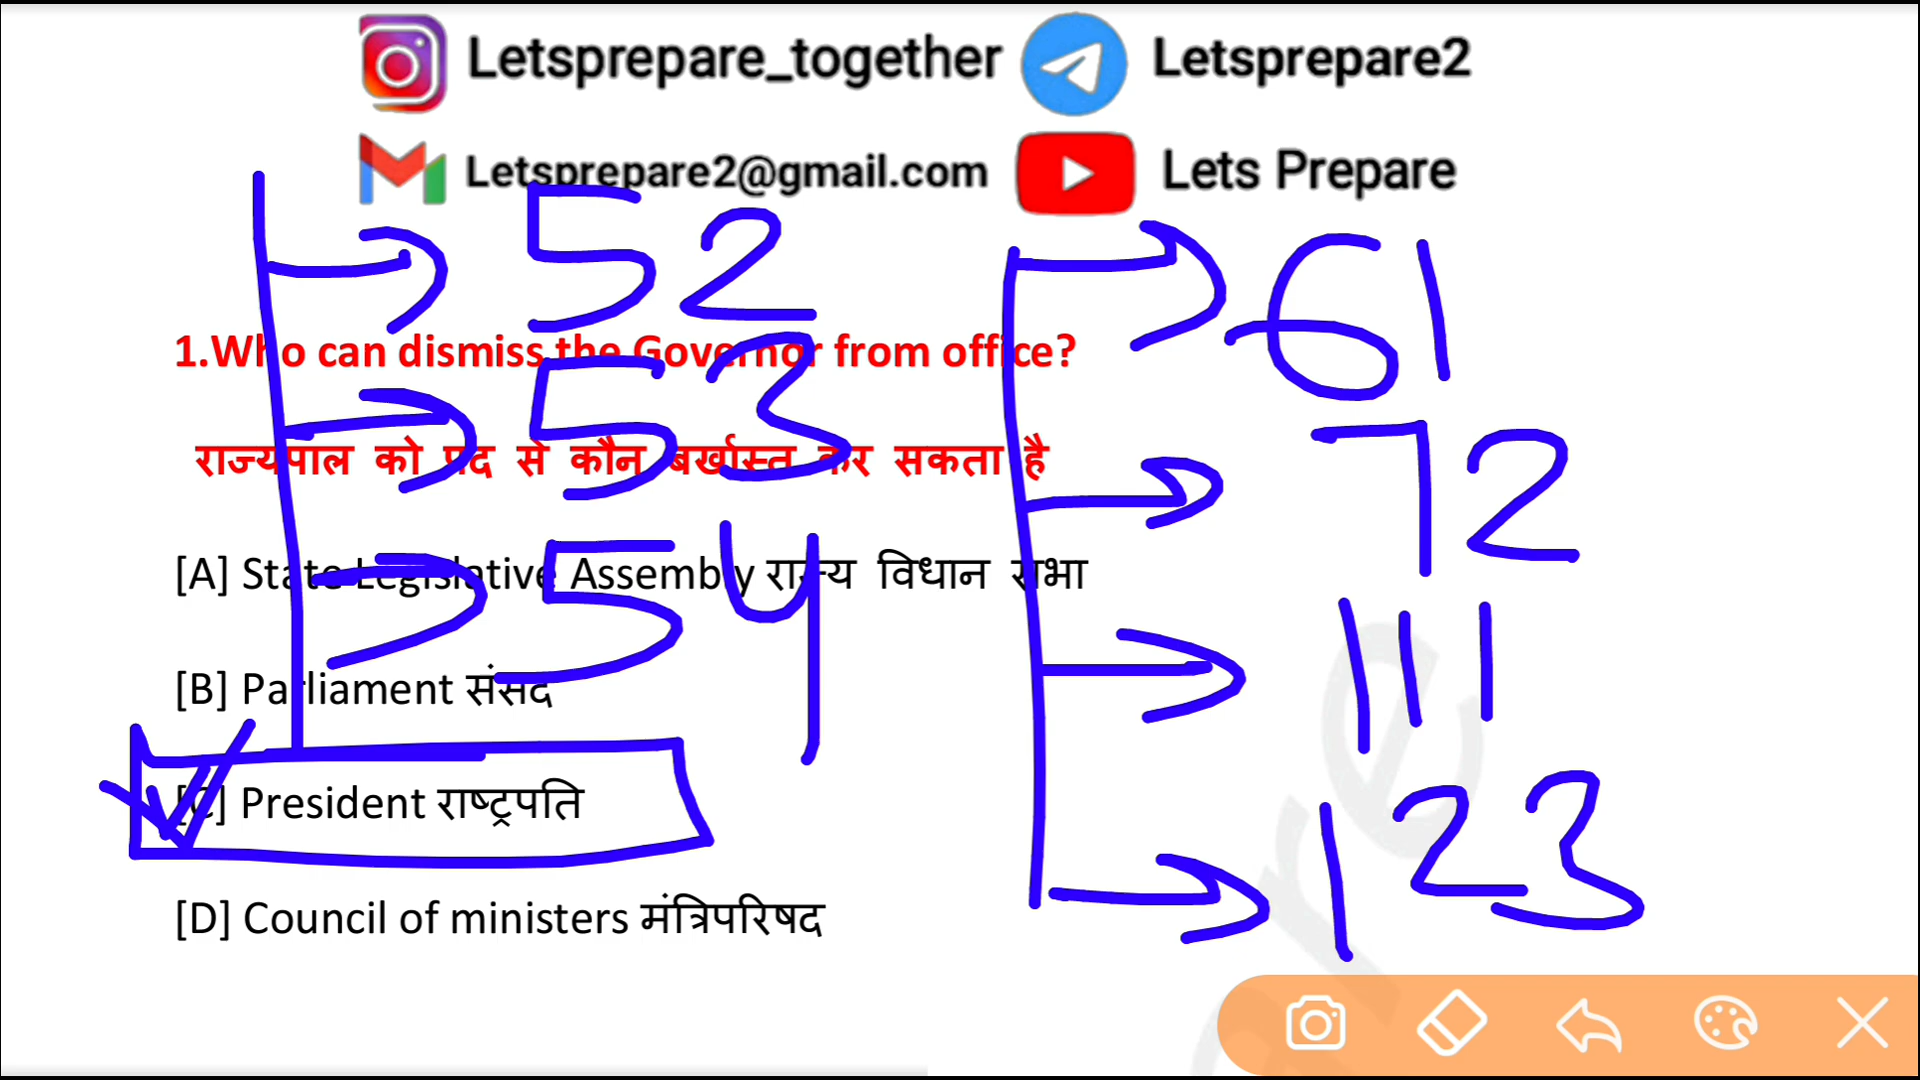 Letsprepare_together Letsprepare2
Letsprepare2@gmail.com Lets Prepare
52
61
1.Who can dismiss the Governor from office?
53
राज्यपाल को पद से कौन बर्खास्त कर सकता है
72
[A] State Legislative Assembly राज्य विधान सभा
54
[B] Parliament संसद
111
[C] President राष्ट्रपति
123
[D] Council of ministers मंत्रिपरिषद